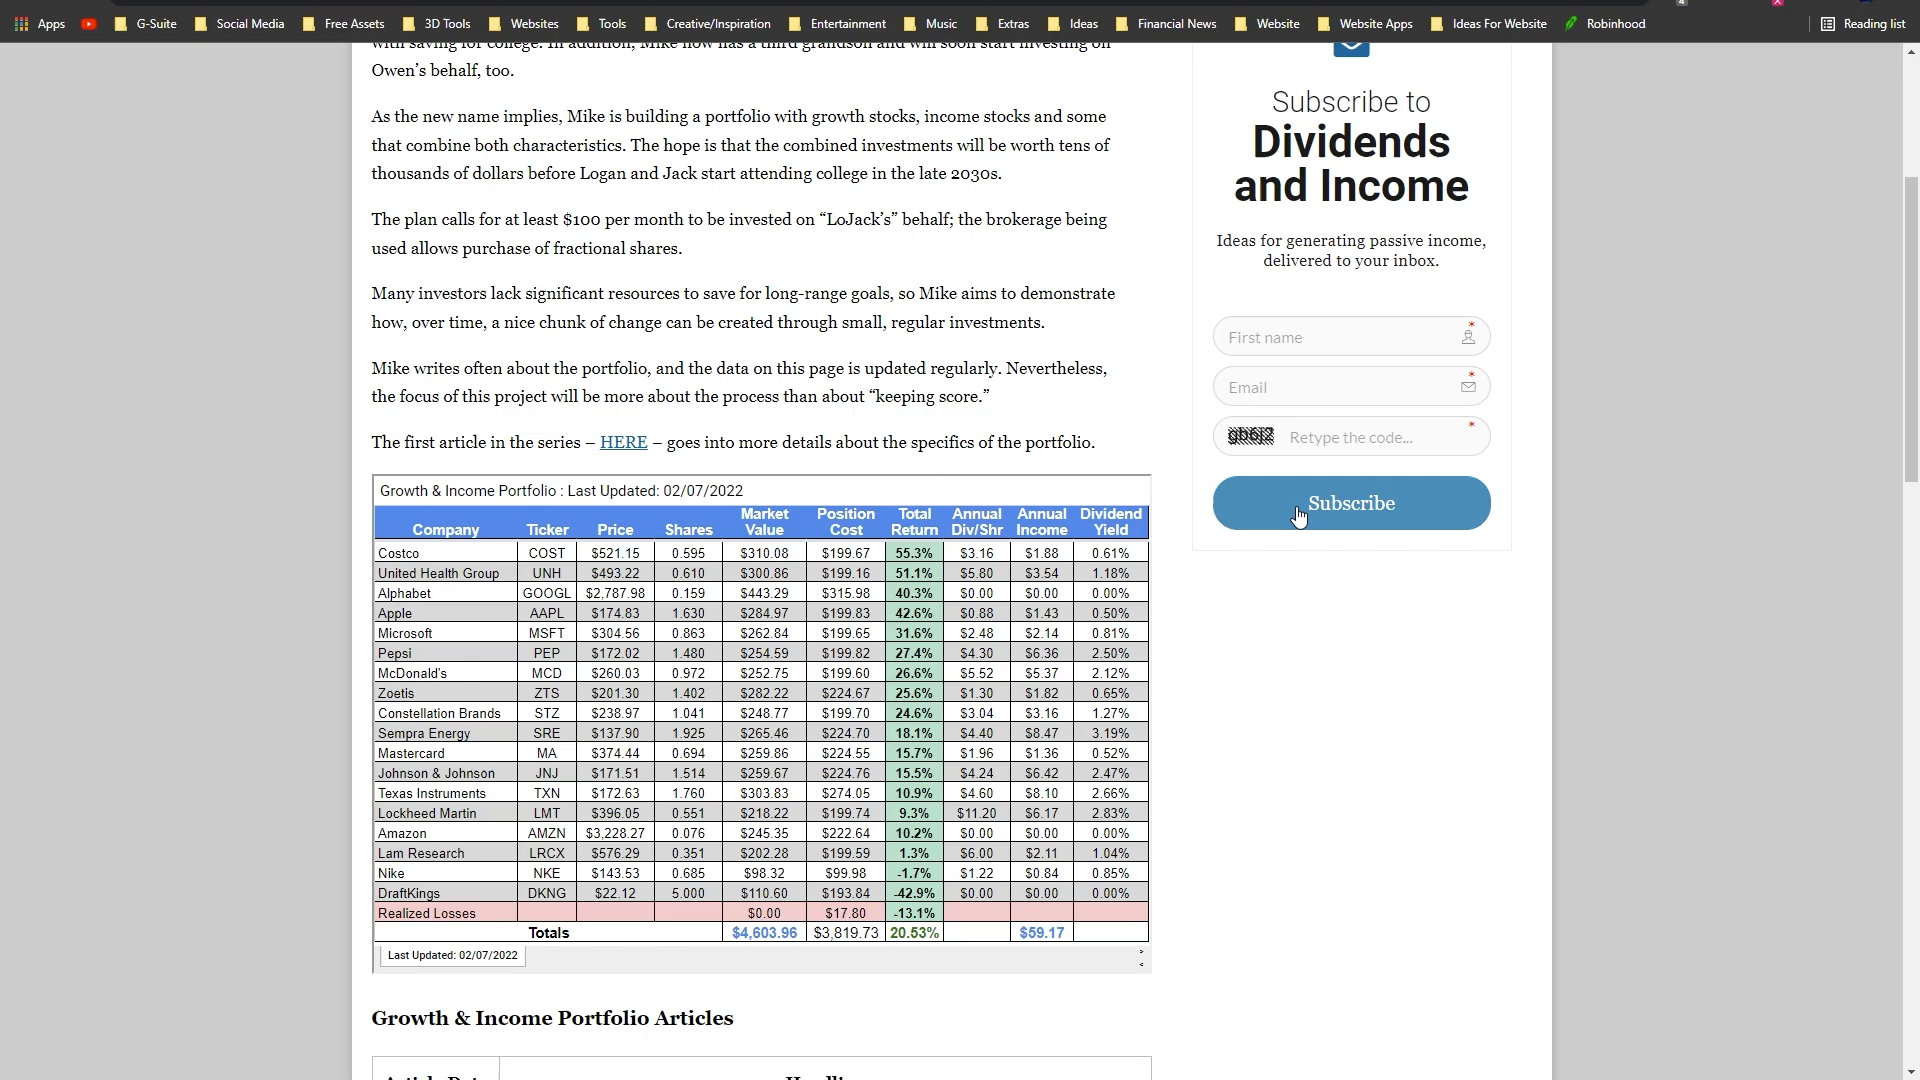 Apps G-Suite Social Media Free Assets 3D Tools Websites Tools Creative/Inspiration Entertainment Music Extras Ideas Financial News Website Website Apps Ideas For Website Robinhood Reading list
with saving for college. In addition, Mike now has a third grandson and will soon start investing on
Owen’s behalf, too.
As the new name implies, Mike is building a portfolio with growth stocks, income stocks and some
that combine both characteristics. The hope is that the combined investments will be worth tens of
thousands of dollars before Logan and Jack start attending college in the late 2030s.
The plan calls for at least $100 per month to be invested on “LoJack’s” behalf; the brokerage being
used allows purchase of fractional shares.
Many investors lack significant resources to save for long-range goals, so Mike aims to demonstrate
how, over time, a nice chunk of change can be created through small, regular investments.
Mike writes often about the portfolio, and the data on this page is updated regularly. Nevertheless,
the focus of this project will be more about the process than about “keeping score.”
The first article in the series – HERE – goes into more details about the specifics of the portfolio.
Growth & Income Portfolio : Last Updated: 02/07/2022
Company Ticker Price Shares Market Value Position Cost Total Return Annual Div/Shr Annual Income Dividend Yield
Costco COST $521.15 0.595 $310.08 $199.67 55.3% $3.16 $1.88 0.61%
United Health Group UNH $493.22 0.610 $300.86 $199.16 51.1% $5.80 $3.54 1.18%
Alphabet GOOGL $2,787.98 0.159 $443.29 $315.98 40.3% $0.00 $0.00 0.00%
Apple AAPL $174.83 1.630 $284.97 $199.83 42.6% $0.88 $1.43 0.50%
Microsoft MSFT $304.56 0.863 $262.84 $199.65 31.6% $2.48 $2.14 0.81%
Pepsi PEP $172.02 1.480 $254.59 $199.82 27.4% $4.30 $6.36 2.50%
McDonald's MCD $260.03 0.972 $252.75 $199.60 26.6% $5.52 $5.37 2.12%
Zoetis ZTS $201.30 1.402 $282.22 $224.67 25.6% $1.30 $1.82 0.65%
Constellation Brands STZ $238.97 1.041 $248.77 $199.70 24.6% $3.04 $3.16 1.27%
Sempra Energy SRE $137.90 1.925 $265.46 $224.70 18.1% $4.40 $8.47 3.19%
Mastercard MA $374.44 0.694 $259.86 $224.55 15.7% $1.96 $1.36 0.52%
Johnson & Johnson JNJ $171.51 1.514 $259.67 $224.76 15.5% $4.24 $6.42 2.47%
Texas Instruments TXN $172.63 1.760 $303.83 $274.05 10.9% $4.60 $8.10 2.66%
Lockheed Martin LMT $396.05 0.551 $218.22 $199.74 9.3% $11.20 $6.17 2.83%
Amazon AMZN $3,228.27 0.076 $245.35 $222.64 10.2% $0.00 $0.00 0.00%
Lam Research LRCX $576.29 0.351 $202.28 $199.59 1.3% $6.00 $2.11 1.04%
Nike NKE $143.53 0.685 $98.32 $99.98 -1.7% $1.22 $0.84 0.85%
DraftKings DKNG $22.12 5.000 $110.60 $193.84 -42.9% $0.00 $0.00 0.00%
Realized Losses $0.00 $17.80 -13.1%
Totals $4,603.96 $3,819.73 20.53% $59.17
Last Updated: 02/07/2022
Growth & Income Portfolio Articles
Subscribe to
Dividends
and Income
Ideas for generating passive income,
delivered to your inbox.
First name *
Email *
Retype the code... *
Subscribe